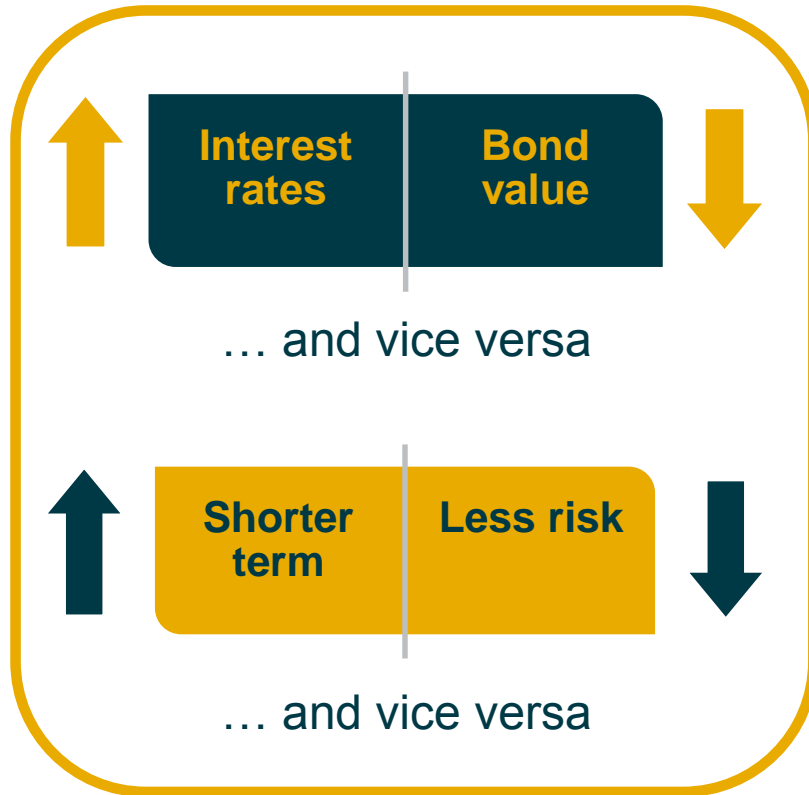 Interest
rates
Bond
value
… and vice versa
Shorter
term
Less risk
… and vice versa